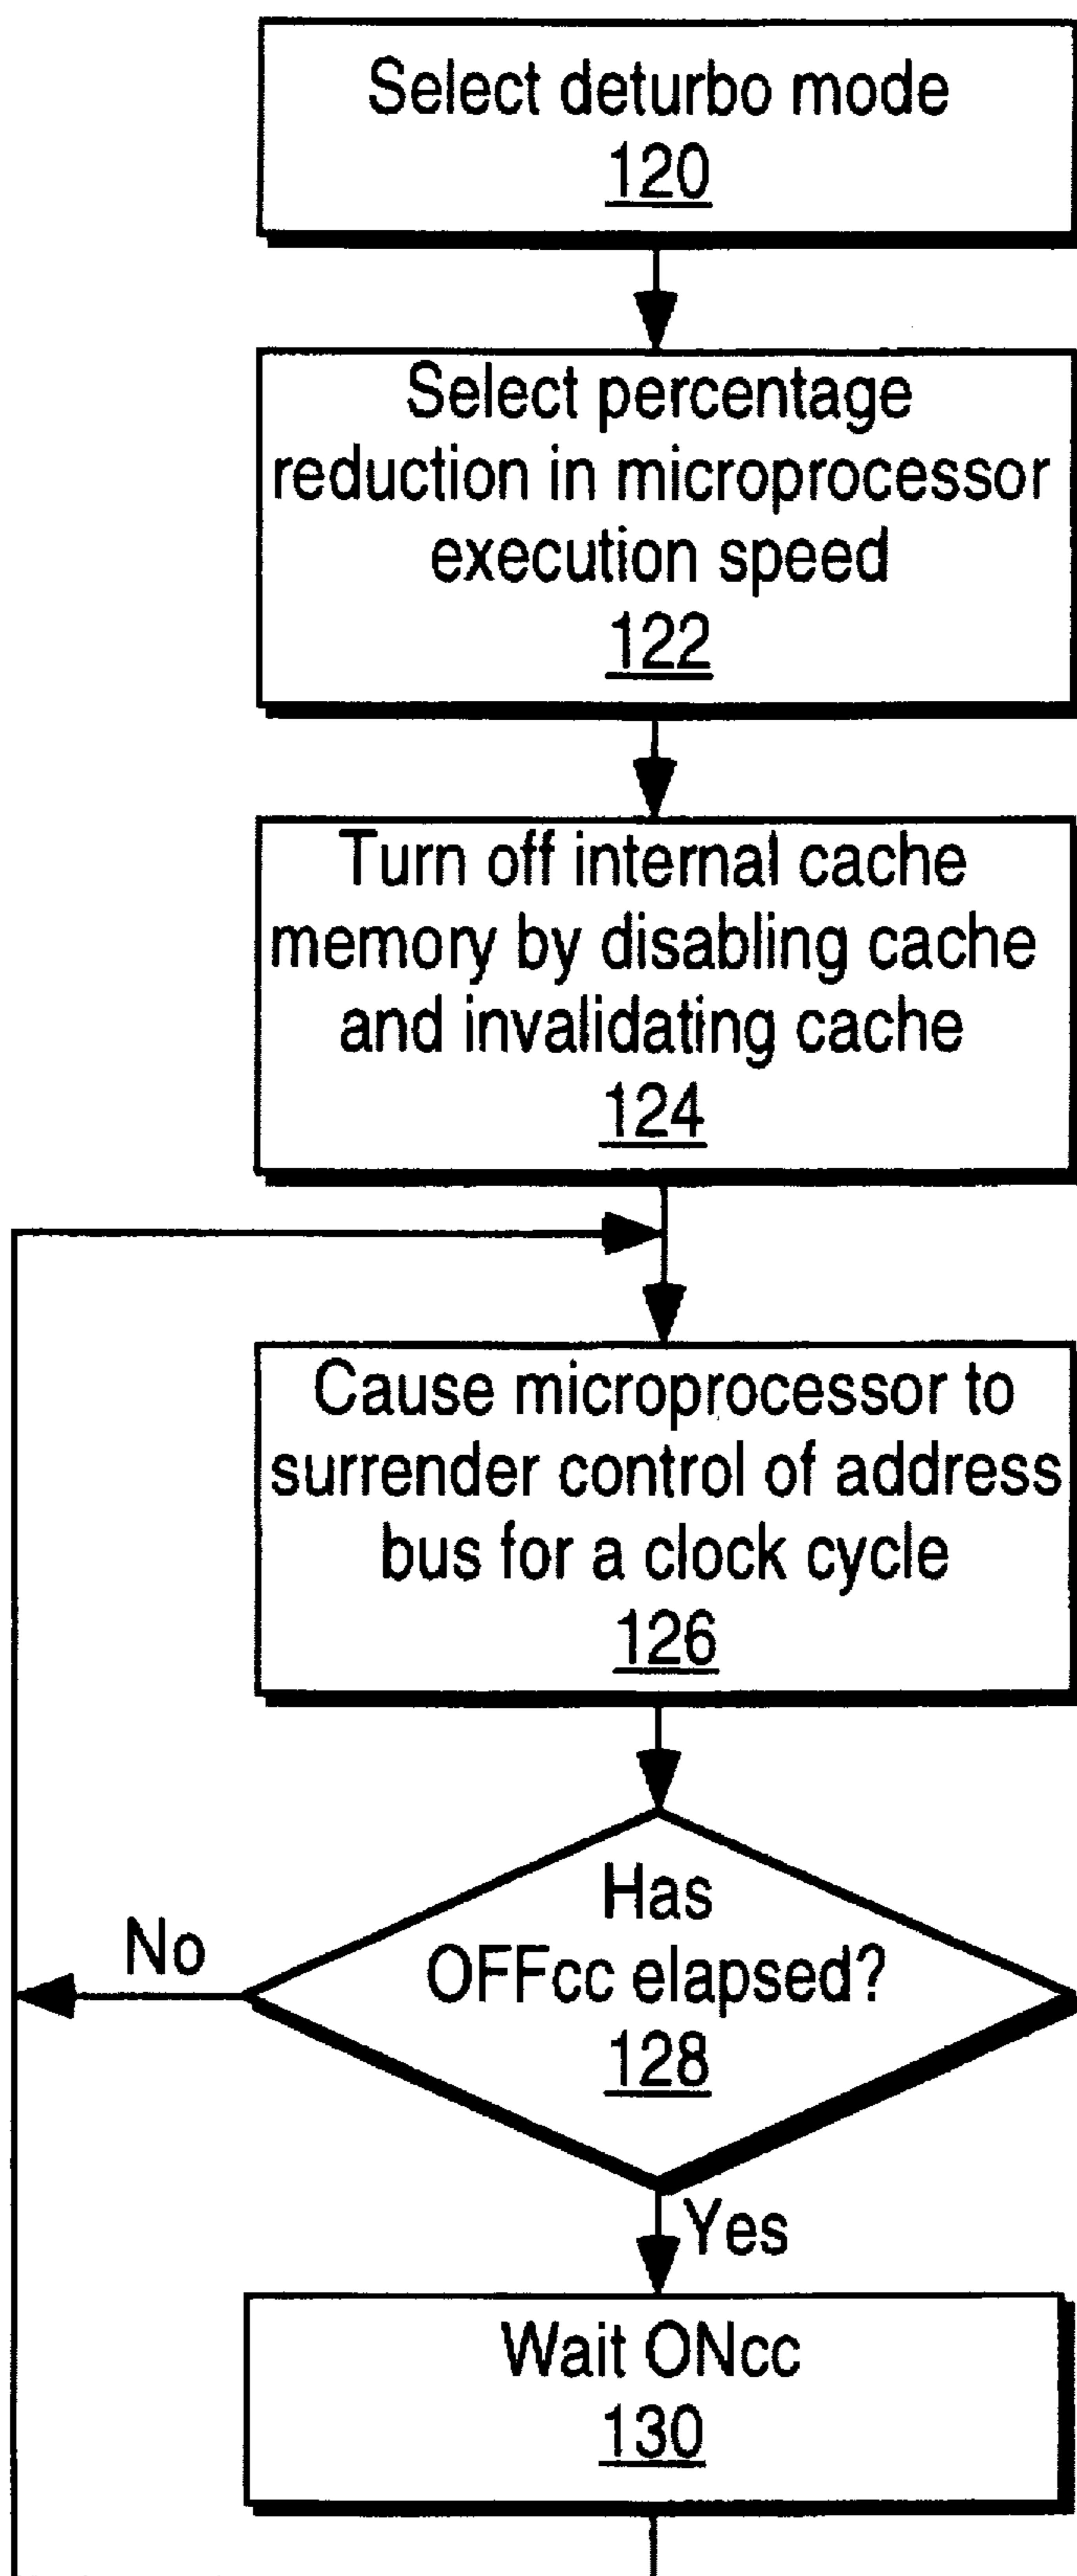 Select deturbo mode
120
Select percentage
reduction in microprocessor
execution speed
122
Turn off internal cache
memory by disabling cache
and invalidating cache
124
Cause microprocessor to
surrender control of address
bus for a clock cycle
126
Has
No
OFFcc elapsed?
128
Yes
Wait ONcc
130